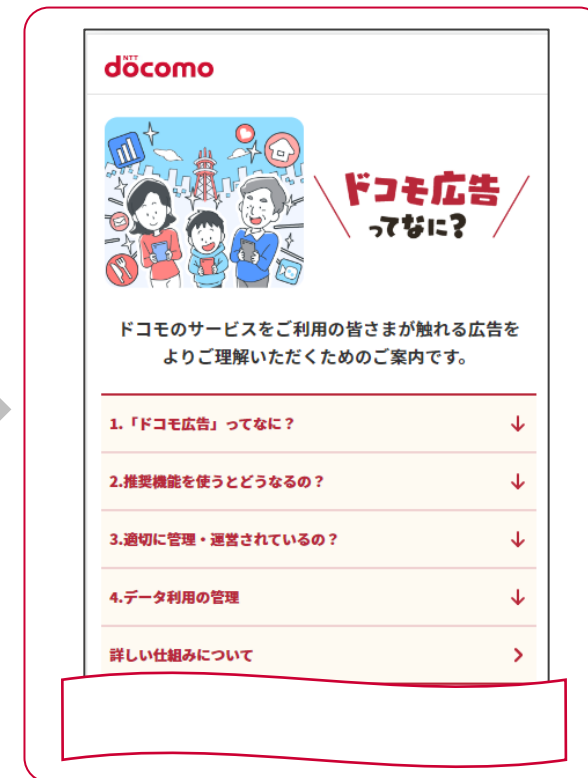 NTT
docomo
ドコモ広告
ってなに?
ドコモのサービスをご利用の皆さまが触れる広告を
よりご理解いただくためのご案内です。
1.「ドコモ広告」ってなに？
2.推奨機能を使うとどうなるの？
3.適切に管理・運営されているの？
4.データ利用の管理
詳しい仕組みについて